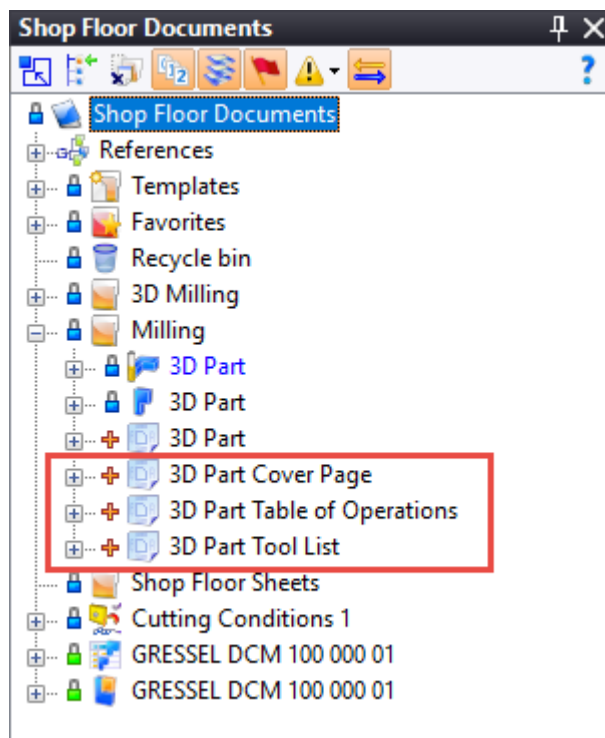 Shop Floor Documents
Shop Floor Documents
References
Templates
Favorites
Recycle bin
3D Milling
Milling
3D Part
3D Part
3D Part
3D Part Cover Page
3D Part Table of Operations
3D Part Tool List
Shop Floor Sheets
Cutting Conditions 1
GRESSEL DCM 100 000 01
GRESSEL DCM 100 000 01